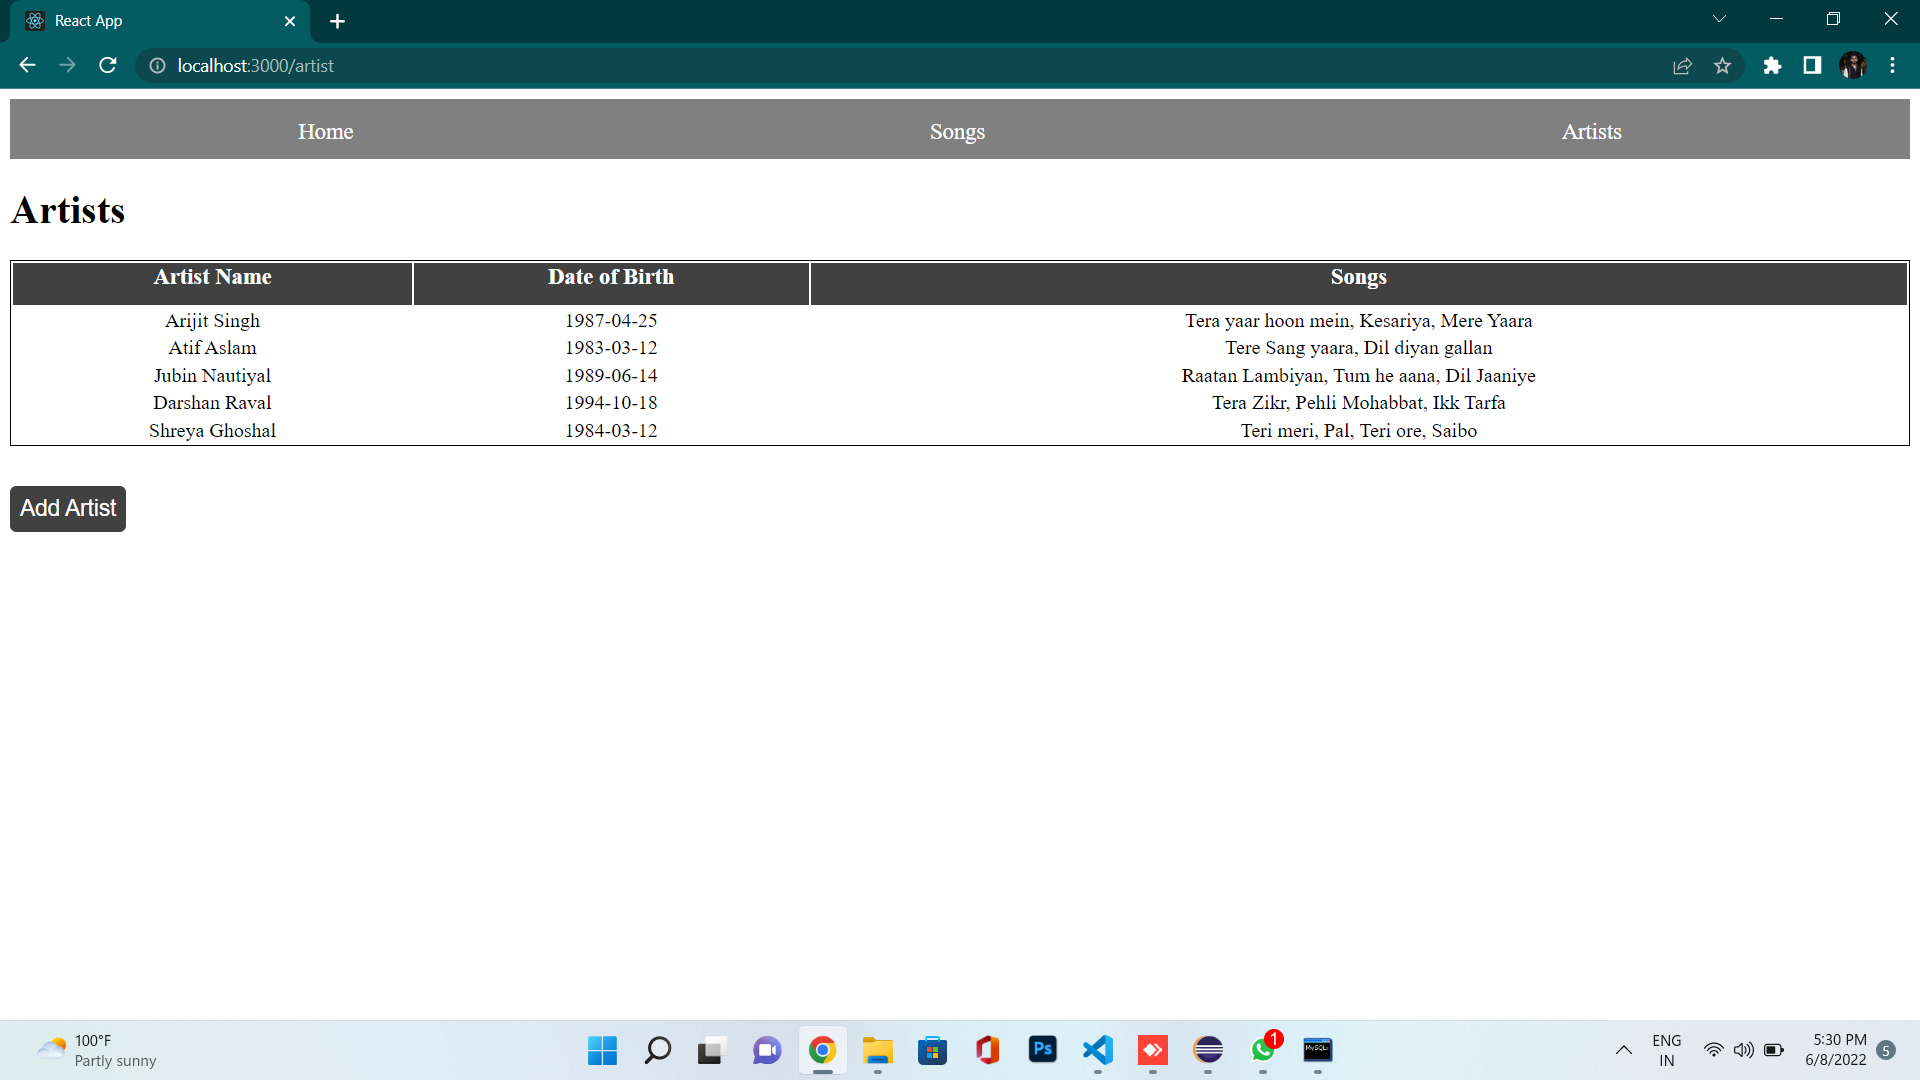 React App
localhost:3000/artist
Home Songs Artists
Artists
Artist Name Date of Birth Songs
Arijit Singh 1987-04-25 Tera yaar hoon mein, Kesariya, Mere Yaara
Atif Aslam 1983-03-12 Tere Sang yaara, Dil diyan gallan
Jubin Nautiyal 1989-06-14 Raatan Lambiyan, Tum he aana, Dil Jaaniye
Darshan Raval 1994-10-18 Tera Zikr, Pehli Mohabbat, Ikk Tarfa
Shreya Ghoshal 1984-03-12 Teri meri, Pal, Teri ore, Saibo
Add Artist
100°F
Partly sunny
Ps
1
MySQL
ENG
IN
5:30 PM
6/8/2022
5